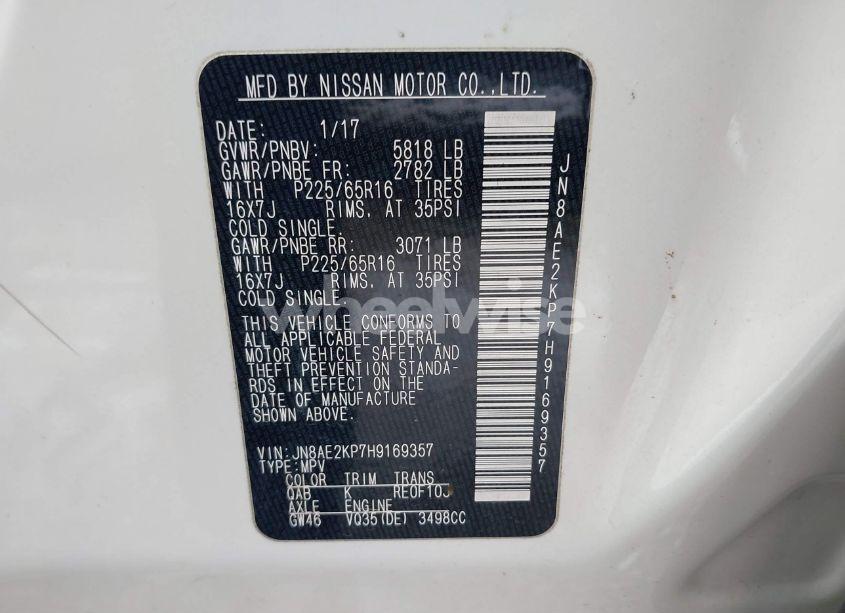 MFD BY NISSAN MOTOR CO.,LTD.
DATE: 1/17
GVWR/PNBV: 5818 LB
GAWR/PNBE FR: 2782 LB
WITH P225/65R16 TIRES
16X7J RIMS, AT 35PSI
COLD SINGLE.
GAWR/PNBE RR: 3071 LB
WITH P225/65R16 TIRES
16X7J RIMS, AT 35PSI
COLD SINGLE.
THIS VEHICLE CONFORMS TO
ALL APPLICABLE FEDERAL
MOTOR VEHICLE SAFETY AND
THEFT PREVENTION STANDA-
RDS IN EFFECT ON THE
DATE OF MANUFACTURE
SHOWN ABOVE.
VIN:JN8AE2KP7H9169357
TYPE:MPV
COLOR TRIM TRANS
QAB K RE0F10J
AXLE ENGINE
GW46 VQ35(DE) 3498CC
JN8AE2KP7H9169357
wheelwise